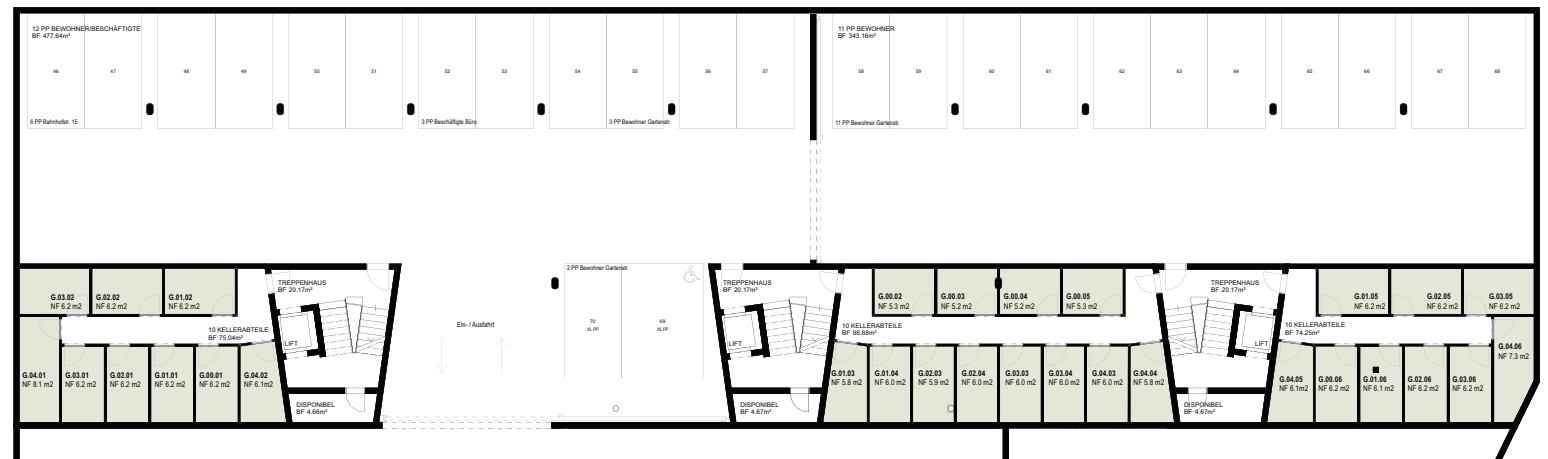 12 PP BEWOHNER/BESCHÄFTIGTE
BF 477.64m²
11 PP BEWOHNER
BF 343.16m²
46
47
48
49
50
51
52
53
54
55
56
57
58
59
60
61
62
63
64
65
66
67
68
6 PP Bahnhofstr. 15
3 PP Beschäftigte Büro
3 PP Bewohner Gartenstr.
11 PP Bewohner Gartenstr.
2 PP Bewohner Gartenstr.
G.03.02
NF 6.2 m2
G.02.02
NF 6.2 m2
G.01.02
NF 6.2 m2
TREPPENHAUS
BF 20.17m²
10 KELLERABTEILE
BF 75.04m²
LIFT
G.04.01
NF 8.1 m2
G.03.01
NF 6.2 m2
G.02.01
NF 6.2 m2
G.01.01
NF 6.2 m2
G.00.01
NF 6.2 m2
G.04.02
NF 6.1m2
DISPONIBEL
BF 4.66m²
Ein- / Ausfahrt
70
XL PP
69
XL PP
TREPPENHAUS
BF 20.17m²
LIFT
DISPONIBEL
BF 4.67m²
G.00.02
NF 5.3 m2
G.00.03
NF 5.2 m2
G.00.04
NF 5.2 m2
G.00.05
NF 5.3 m2
10 KELLERABTEILE
BF 96.88m²
G.01.03
NF 5.8 m2
G.01.04
NF 6.0 m2
G.02.03
NF 5.9 m2
G.02.04
NF 6.0 m2
G.03.03
NF 6.0 m2
G.03.04
NF 6.0 m2
G.04.03
NF 6.0 m2
G.04.04
NF 5.8 m2
TREPPENHAUS
BF 20.17m²
LIFT
DISPONIBEL
BF 4.67m²
G.01.05
NF 6.2 m2
G.02.05
NF 6.2 m2
G.03.05
NF 6.2 m2
10 KELLERABTEILE
BF 74.25m²
G.04.06
NF 7.3 m2
G.04.05
NF 6.1m2
G.00.06
NF 6.2 m2
G.01.06
NF 6.1 m2
G.02.06
NF 6.2 m2
G.03.06
NF 6.2 m2